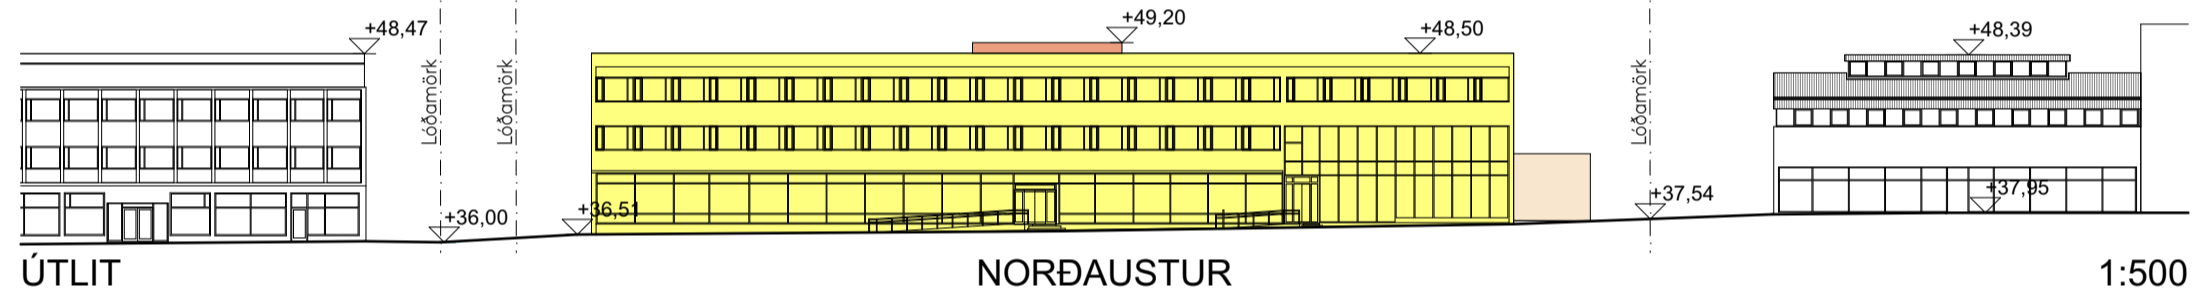 +48,47
Lóðamörk
Lóðamörk
+49,20
+48,50
Lóðamörk
+48,39
+36,00
+36,51
+37,54
+37,95
ÚTLIT
NORÐAUSTUR
1:500